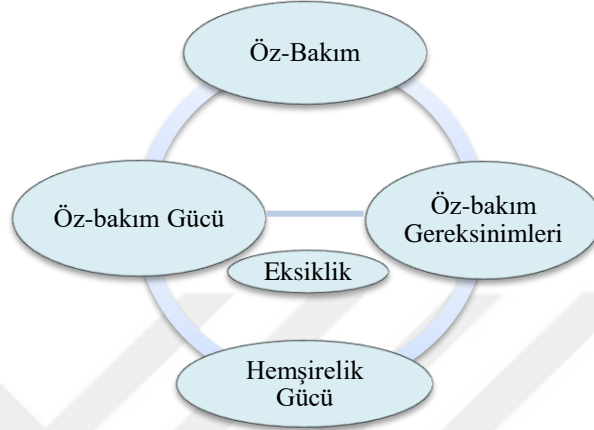 Öz-Bakım
Öz-bakım Gücü
Öz-bakım
Gereksinimleri
Eksiklik
Hemşirelik
Gücü